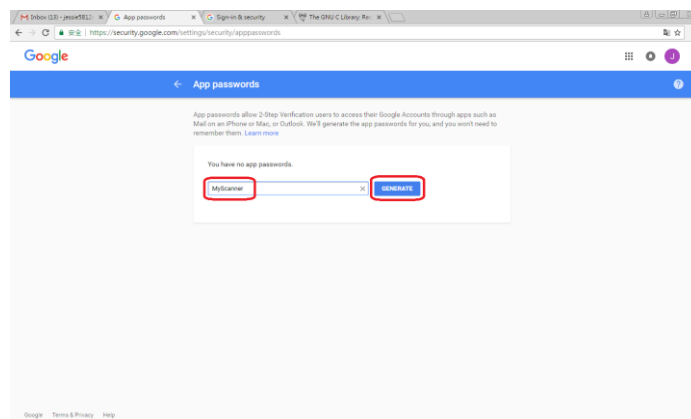 Inbox (13) - jessie5812
App passwords
Sign-in & security
The GNU C Library: Re
安全 | https://security.google.com/settings/security/apppasswords
Google
J
App passwords
App passwords allow 2-Step Verification users to access their Google Accounts through apps such as
Mail on an iPhone or Mac, or Outlook. We'll generate the app passwords for you, and you won't need to
remember them. Learn more
You have no app passwords.
MyScanner
GENERATE
Google Terms & Privacy Help